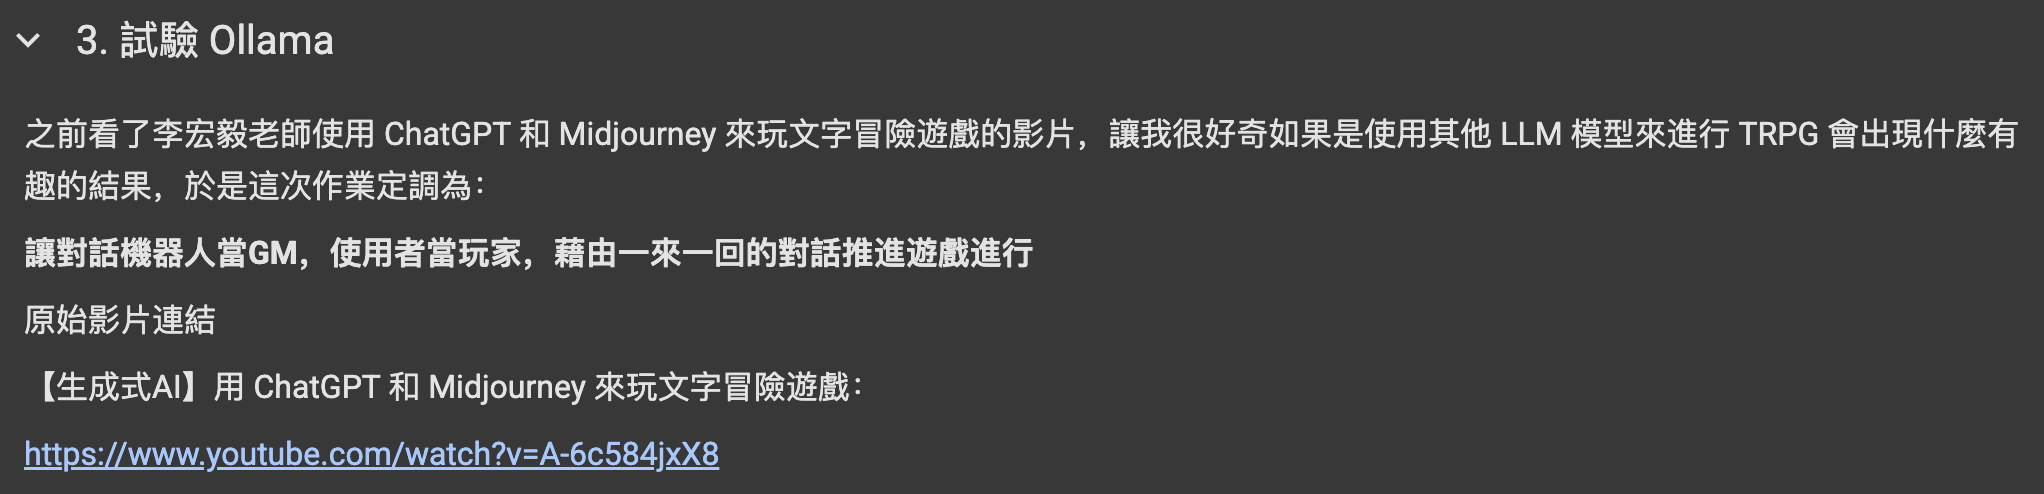 3. 試驗 Ollama
之前看了李宏毅老師使用 ChatGPT 和 Midjourney 來玩文字冒險遊戲的影片，讓我很好奇如果是使用其他 LLM 模型來進行 TRPG 會出現什麼有
趣的結果，於是這次作業定調為：
讓對話機器人當GM，使用者當玩家，藉由一來一回的對話推進遊戲進行
原始影片連結
【生成式AI】用 ChatGPT 和 Midjourney 來玩文字冒險遊戲：
https://www.youtube.com/watch?v=A-6c584jxX8